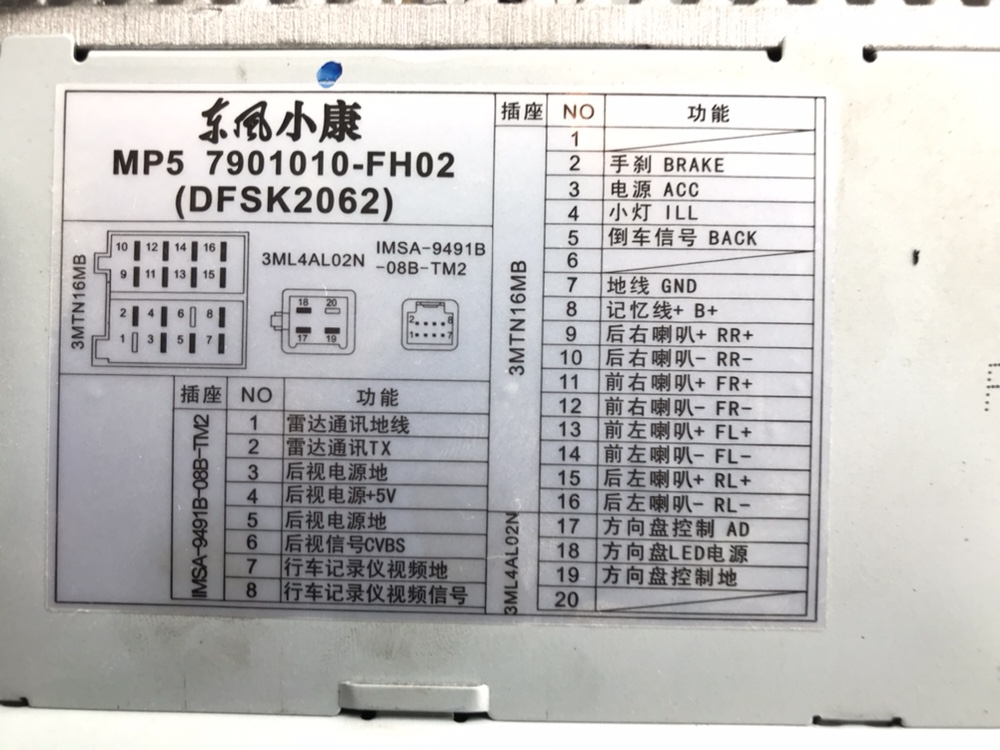 东风小康
MP5 7901010-FH02
(DFSK2062)
3MTN16MB
10 12 14 16
9 11 13 15
2 4 6 8
1 3 5 7
3ML4AL02N
18 20
17 19
IMSA-9491B
-08B-TM2
2 8
1 7
插座 NO 功能
IMSA-9491B-08B-TM2
1 雷达通讯地线
2 雷达通讯TX
3 后视电源地
4 后视电源+5V
5 后视电源地
6 后视信号CVBS
7 行车记录仪视频地
8 行车记录仪视频信号
插座 NO 功能
3MTN16MB
1
2 手刹 BRAKE
3 电源 ACC
4 小灯 ILL
5 倒车信号 BACK
6
7 地线 GND
8 记忆线+ B+
9 后右喇叭+ RR+
10 后右喇叭- RR-
11 前右喇叭+ FR+
12 前右喇叭- FR-
13 前左喇叭+ FL+
14 前左喇叭- FL-
15 后左喇叭+ RL+
16 后左喇叭- RL-
3ML4AL02N
17 方向盘控制 AD
18 方向盘LED电源
19 方向盘控制地
20